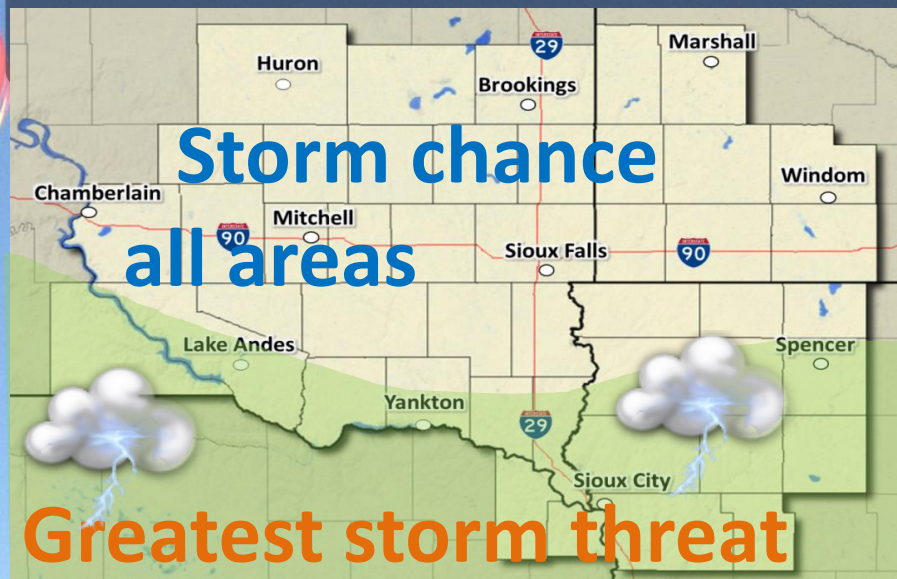 29
Marshall
Huron
Brookings
Storm chance
Windom
Chamberlain
Mitchell
90
Sioux Falls
90
all areas
Lake Andes
Spencer
Yankton
29
Sioux City
Greatest storm threat